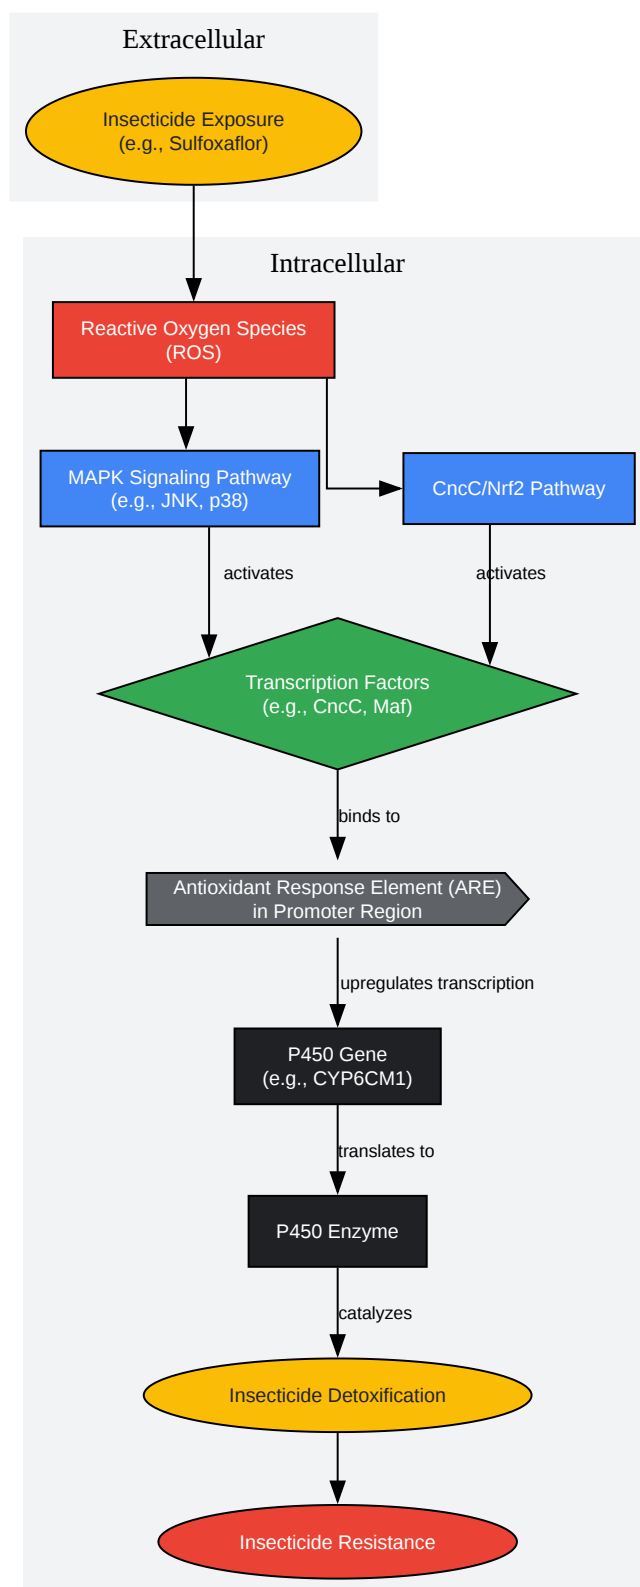 Extracellular
Insecticide Exposure
(e.g., Sulfoxaflor)
Intracellular
Reactive Oxygen Species
(ROS)
MAPK Signaling Pathway
(e.g., JNK, p38)
CncC/Nrf2 Pathway
activates
activates
Transcription Factors
(e.g., CncC, Maf)
binds to
Antioxidant Response Element (ARE)
in Promoter Region
upregulates transcription
P450 Gene
(e.g., CYP6CM1)
translates to
P450 Enzyme
catalyzes
Insecticide Detoxification
Insecticide Resistance